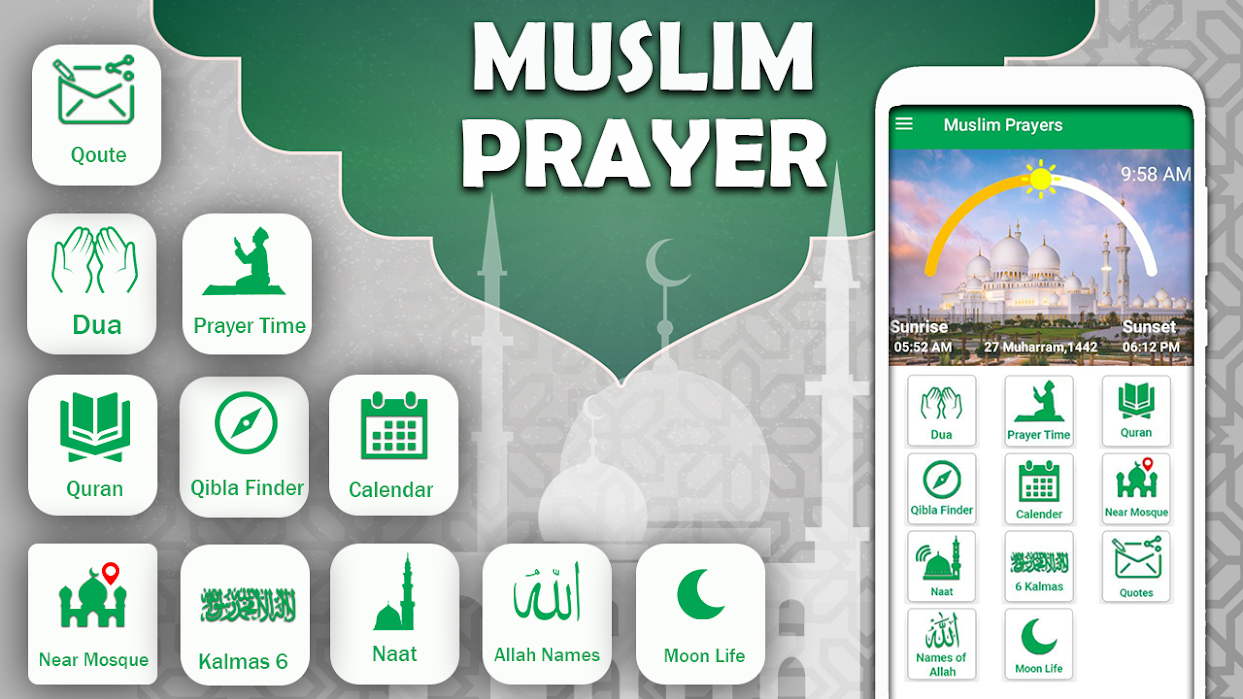 MUSLIM
PRAYER
Qoute
Dua
Prayer Time
Quran
Qibla Finder
Calendar
Near Mosque
Kalmas 6
Naat
الله
Allah Names
Moon Life
Muslim Prayers
9:58 AM
Sunrise
Sunset
05:52 AM
27 Muharram,1442
06:12 PM
Dua
Prayer Time
Quran
Qibla Finder
Calender
Near Mosque
Naat
6 Kalmas
Quotes
الله
Names of
Allah
Moon Life